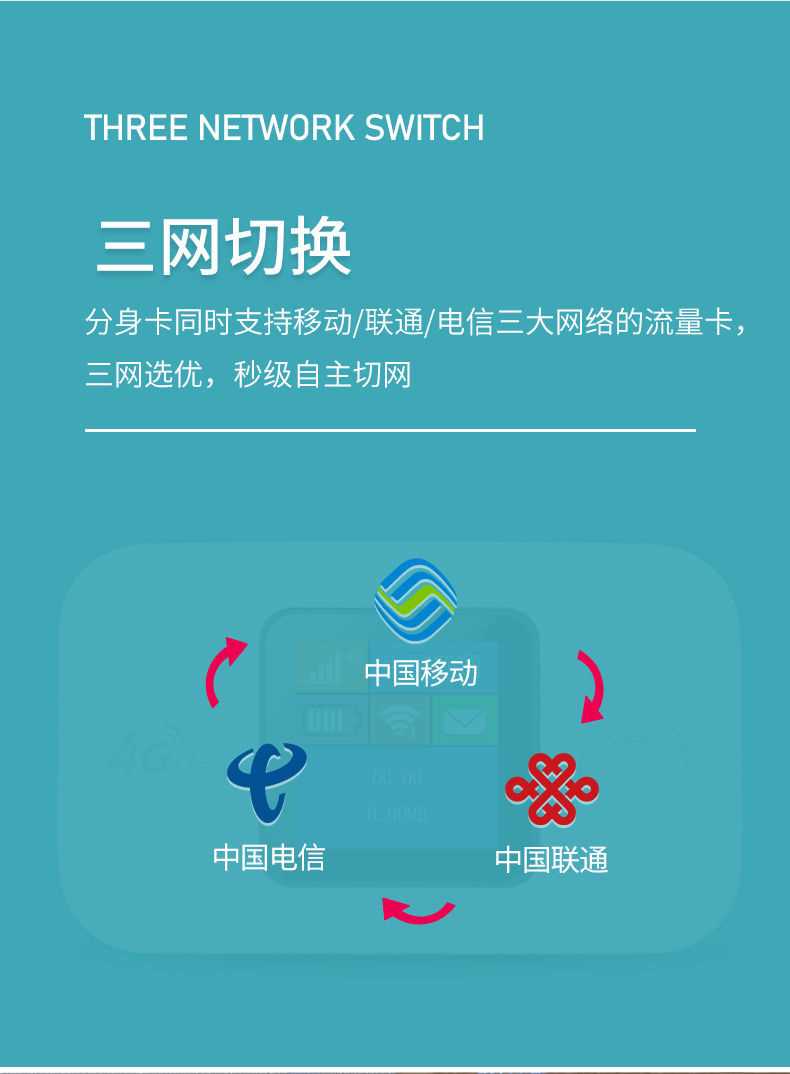 THREE NETWORK SWITCH
三网切换
分身卡同时支持移动/联通/电信三大网络的流量卡，
三网选优，秒级自主切网
中国移动
4G
中国电信
中国联通